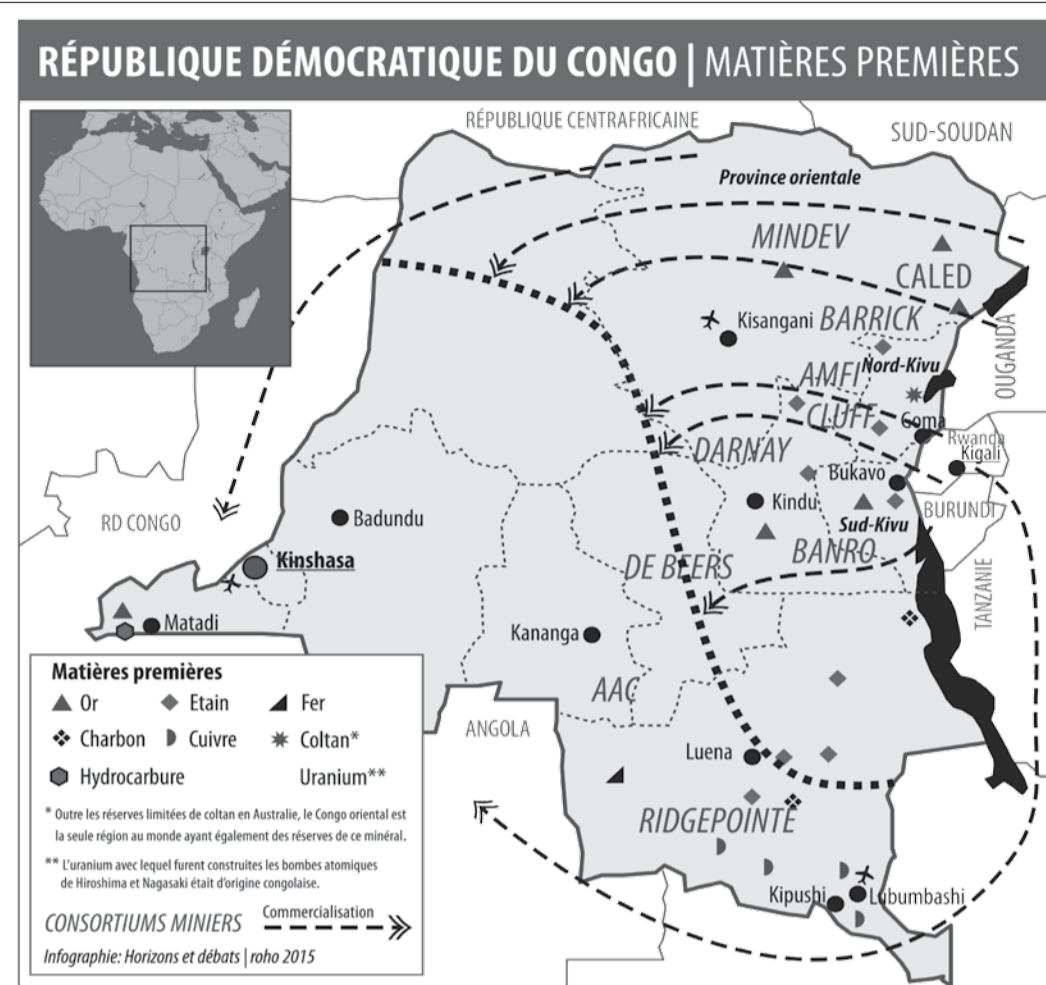 RÉPUBLIQUE DÉMOCRATIQUE DU CONGO | MATIÈRES PREMIÈRES
RÉPUBLIQUE CENTRAFRICAINE
SUD-SOUDAN
Province orientale
MINDEV
CALED
Kisangani
BARRICK
OUGANDA
AMFI
Nord-Kivu
CLUFF
Goma
Rwanda
Kigali
DARNAY
Bukavo
RD CONGO
Badundu
Kindu
Sud-Kivu
BURUNDI
BANRO
Kinshasa
DE BEERS
TANZANIE
Matadi
Kananga
AAC
ANGOLA
Luena
RIDGEPOINTE
Kipushi
Lubumbashi
Matières premières
Or
Etain
Fer
Charbon
Cuivre
Coltan*
Hydrocarbure
Uranium**
* Outre les réserves limitées de coltan en Australie, le Congo oriental est
la seule région au monde ayant également des réserves de ce minéral.
** L'uranium avec lequel furent construites les bombes atomiques
de Hiroshima et Nagasaki était d'origine congolaise.
CONSORTIUMS MINIERS
Commercialisation
Infographie: Horizons et débats | roho 2015